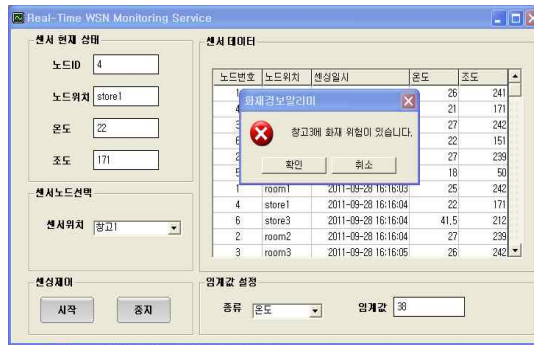 Real-Time WSN Monitoring Service
센서 현재 상태
노드ID 4
노드위치 store1
온도 22
조도 171
센서노드선택
센서위치 창고1
센싱제어
시작 중지
센서 데이터
노드번호 노드위치 센싱일시 온도 조도
1 26 241
4 21 171
27 242
22 151
27 239
18 50
화재경보알리미
창고3에 화재 위험이 있습니다.
확인 취소
1 room1 2011-09-28 16:16:03 25 242
4 store1 2011-09-28 16:16:04 22 171
6 store3 2011-09-28 16:16:04 41.5 212
2 room2 2011-09-28 16:16:04 27 239
3 room3 2011-09-28 16:16:05 26 242
임계값 설정
종류 온도 임계값 38